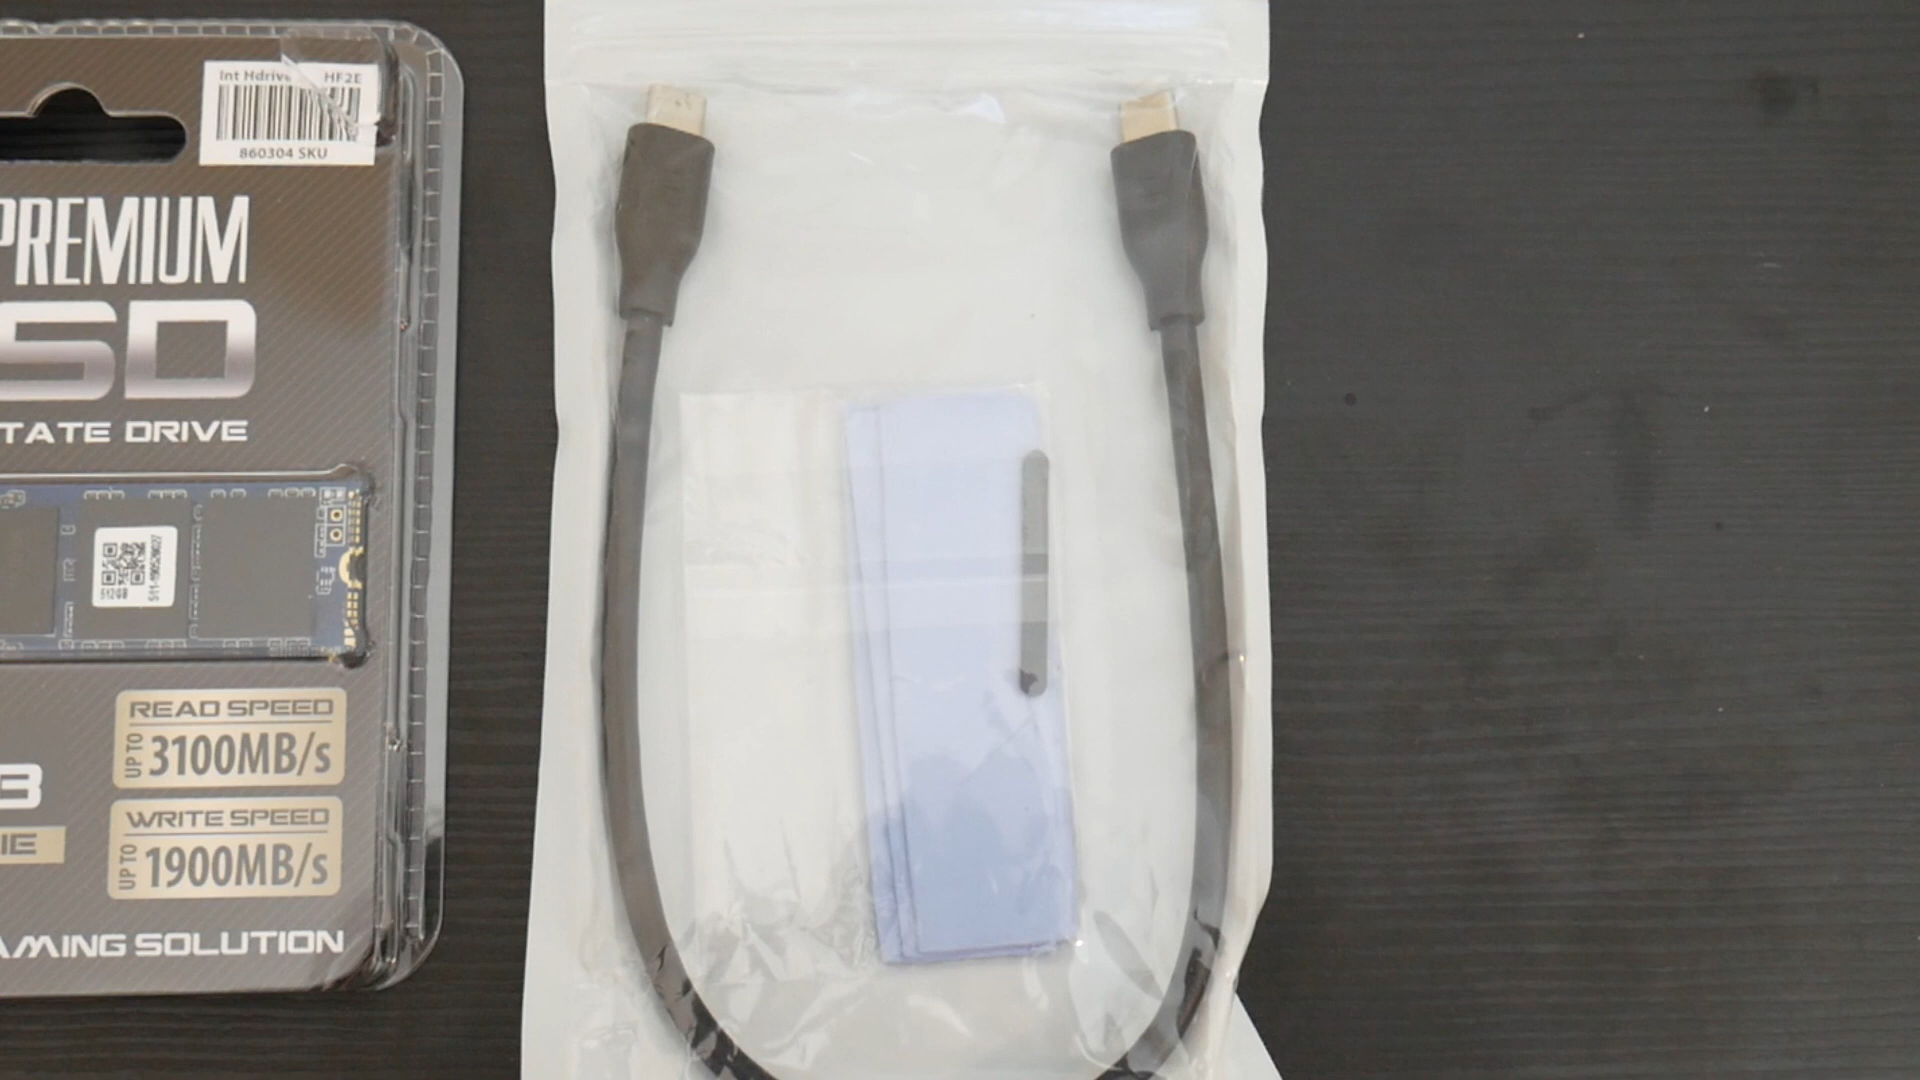 Int Hdrive HF2E
860304 SKU
PREMIUM
SD
TATE DRIVE
512GB
READ SPEED
UP TO 3100MB/s
B
WRITE SPEED
IE
UP TO 1900MB/s
AMING SOLUTION